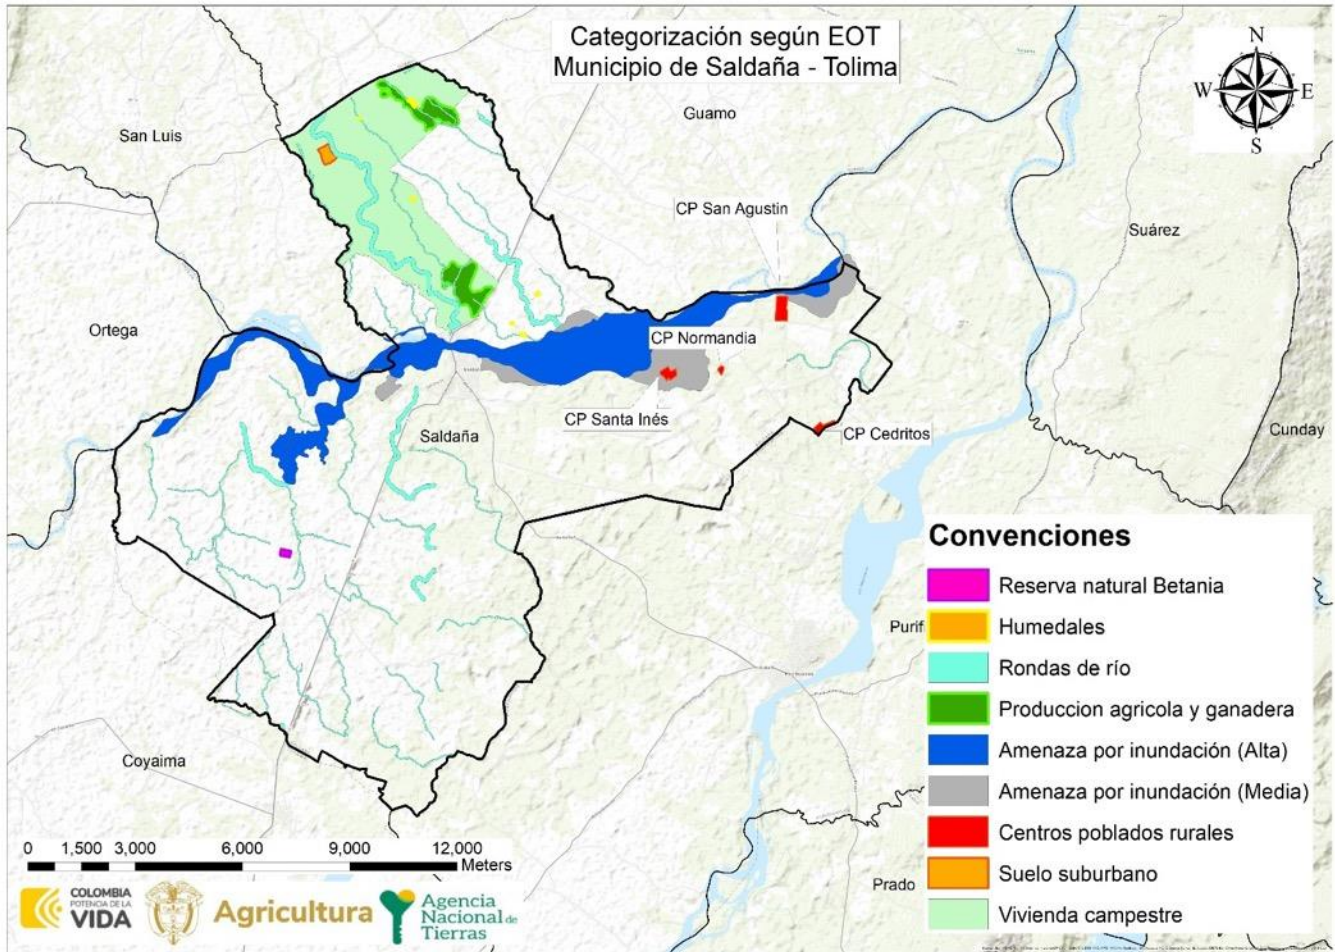 Categorización según EOT
Municipio de Saldaña - Tolima
N
W
E
S
San Luis
Guamo
CP San Agustin
Suárez
Ortega
CP Normandia
CP Santa Inés
Saldaña
CP Cedritos
Cunday
Convenciones
Reserva natural Betania
Humedales
Purif
Rondas de río
Produccion agricola y ganadera
Amenaza por inundación (Alta)
Coyaima
Amenaza por inundación (Media)
Centros poblados rurales
0 1,500 3,000 6,000 9,000 12,000
Meters
Suelo suburbano
Prado
Vivienda campestre
COLOMBIA
POTENCIA DE LA
VIDA
Agricultura
Agencia
Nacional de
Tierras